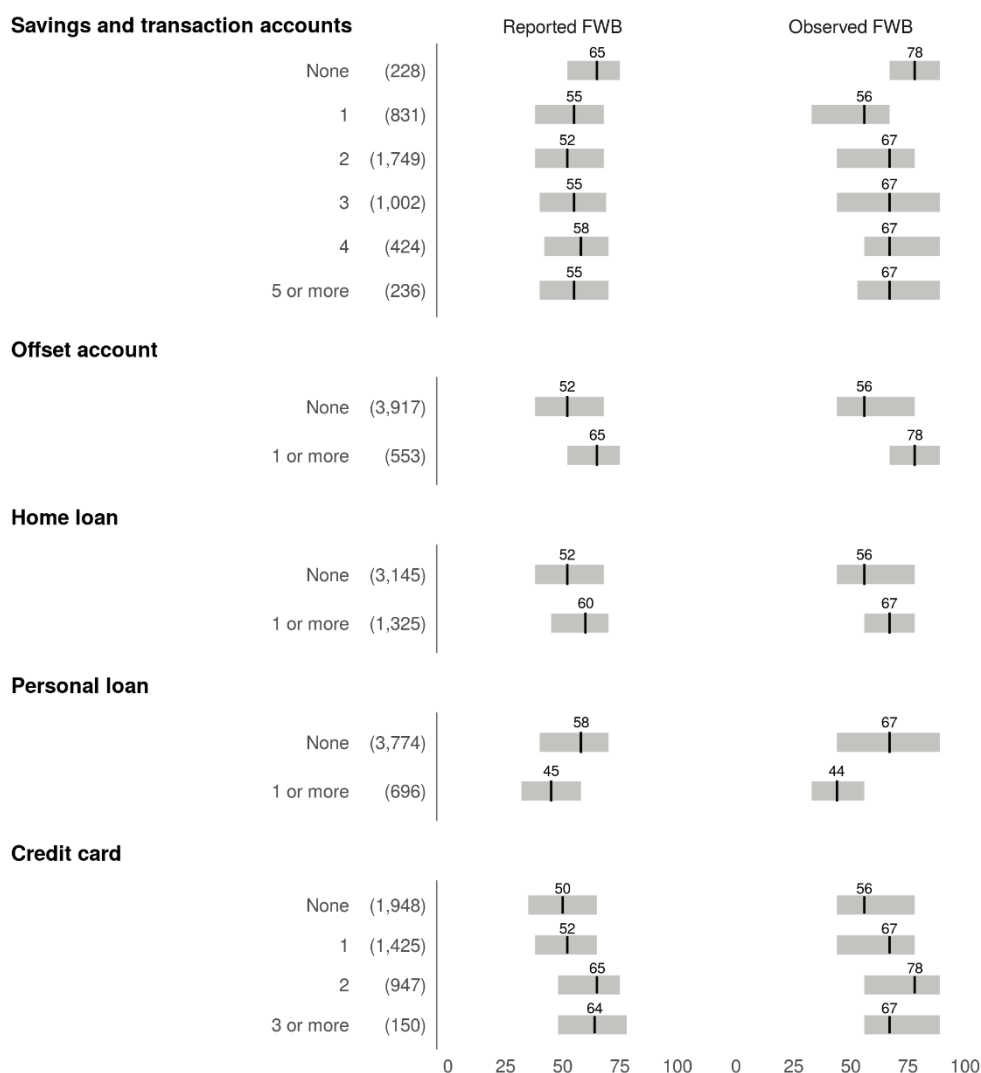 Savings and transaction accounts Reported FWB Observed FWB
None (228) 65 78
1 (831) 55 56
2 (1,749) 52 67
3 (1,002) 55 67
4 (424) 58 67
5 or more (236) 55 67
Offset account
None (3,917) 52 56
1 or more (553) 65 78
Home loan
None (3,145) 52 56
1 or more (1,325) 60 67
Personal loan
None (3,774) 58 67
1 or more (696) 45 44
Credit card
None (1,948) 50 56
1 (1,425) 52 67
2 (947) 65 78
3 or more (150) 64 67
0 25 50 75 100 0 25 50 75 100